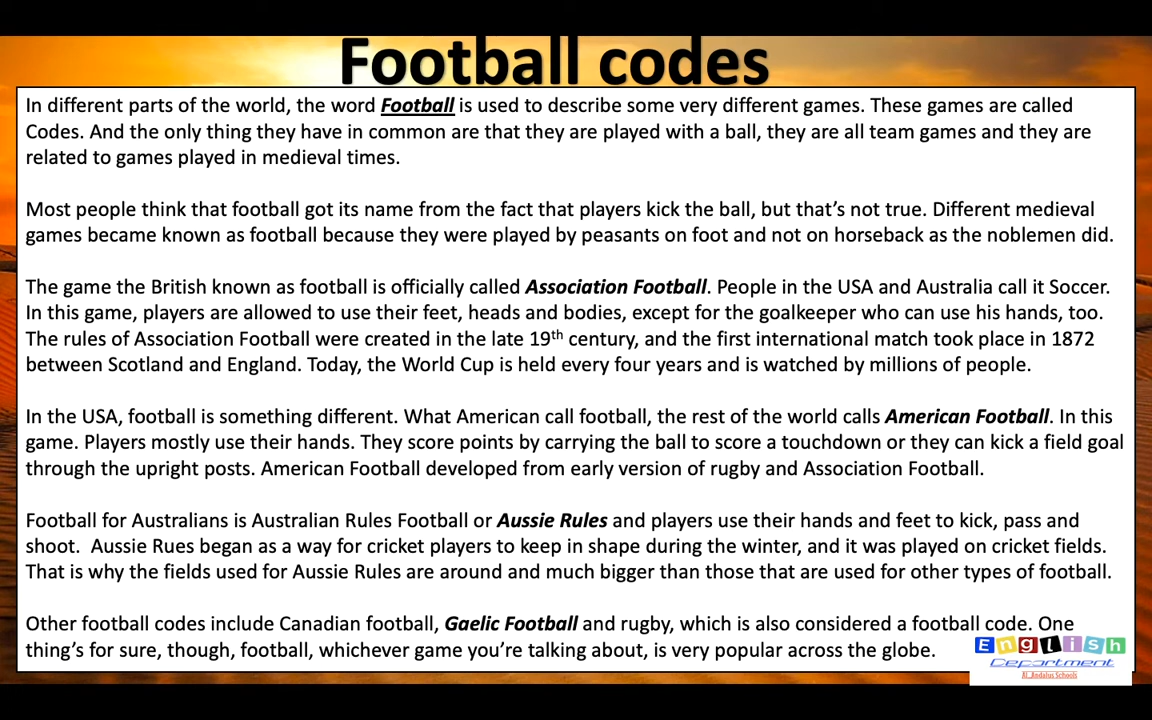 Football codes
In different parts of the world, the word Football is used to describe some very different games. These games are called
Codes. And the only thing they have in common are that they are played with a ball, they are all team games and they are
related to games played in medieval times.
Most people think that football got its name from the fact that players kick the ball, but that’s not true. Different medieval
games became known as football because they were played by peasants on foot and not on horseback as the noblemen did.
The game the British known as football is officially called Association Football. People in the USA and Australia call it Soccer.
In this game, players are allowed to use their feet, heads and bodies, except for the goalkeeper who can use his hands, too.
The rules of Association Football were created in the late 19th century, and the first international match took place in 1872
between Scotland and England. Today, the World Cup is held every four years and is watched by millions of people.
In the USA, football is something different. What American call football, the rest of the world calls American Football. In this
game. Players mostly use their hands. They score points by carrying the ball to score a touchdown or they can kick a field goal
through the upright posts. American Football developed from early version of rugby and Association Football.
Football for Australians is Australian Rules Football or Aussie Rules and players use their hands and feet to kick, pass and
shoot.  Aussie Rues began as a way for cricket players to keep in shape during the winter, and it was played on cricket fields.
That is why the fields used for Aussie Rules are around and much bigger than those that are used for other types of football.
Other football codes include Canadian football, Gaelic Football and rugby, which is also considered a football code. One
thing’s for sure, though, football, whichever game you’re talking about, is very popular across the globe.
English
Department
Al_Andalus Schools